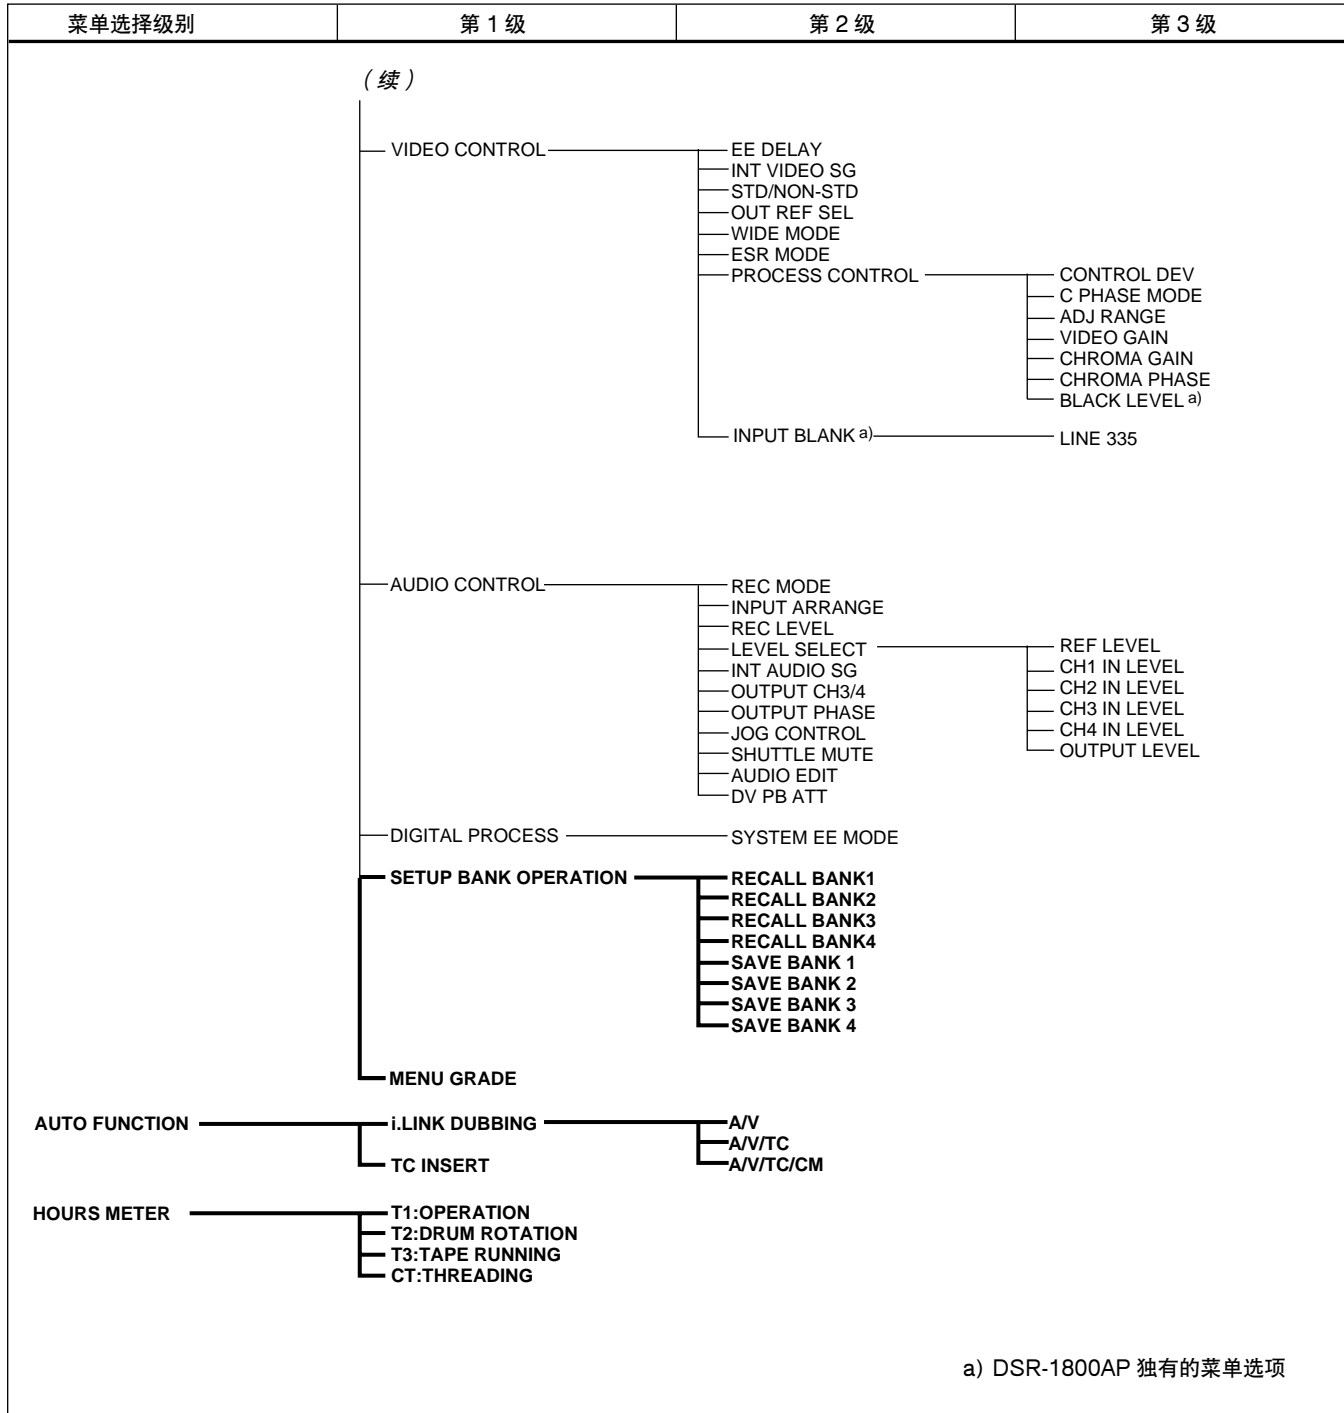 菜单选择级别 第 1 级 第 2 级 第 3 级
（续）
VIDEO CONTROL EE DELAY
INT VIDEO SG
STD/NON-STD
OUT REF SEL
WIDE MODE
ESR MODE
PROCESS CONTROL CONTROL DEV
C PHASE MODE
ADJ RANGE
VIDEO GAIN
CHROMA GAIN
CHROMA PHASE
BLACK LEVEL a)
INPUT BLANK a) LINE 335
AUDIO CONTROL REC MODE
INPUT ARRANGE
REC LEVEL
LEVEL SELECT REF LEVEL
INT AUDIO SG CH1 IN LEVEL
OUTPUT CH3/4 CH2 IN LEVEL
OUTPUT PHASE CH3 IN LEVEL
JOG CONTROL CH4 IN LEVEL
SHUTTLE MUTE OUTPUT LEVEL
AUDIO EDIT
DV PB ATT
DIGITAL PROCESS SYSTEM EE MODE
SETUP BANK OPERATION RECALL BANK1
RECALL BANK2
RECALL BANK3
RECALL BANK4
SAVE BANK 1
SAVE BANK 2
SAVE BANK 3
SAVE BANK 4
MENU GRADE
AUTO FUNCTION i.LINK DUBBING A/V
A/V/TC
TC INSERT A/V/TC/CM
HOURS METER T1:OPERATION
T2:DRUM ROTATION
T3:TAPE RUNNING
CT:THREADING
a) DSR-1800AP 独有的菜单选项